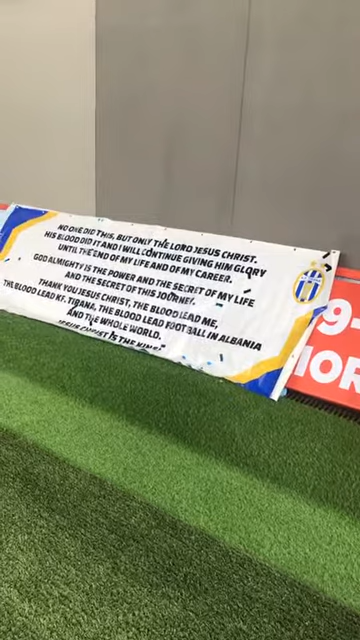 NO ONE DID THIS, BUT ONLY THE LORD JESUS CHRIST.
HIS BLOOD DID IT AND I WILL CONTINUE GIVING HIM GLORY
UNTIL THE END OF MY LIFE AND OF MY CAREER.
GOD ALMIGHTY IS THE POWER AND THE SECRET OF MY LIFE
AND THE SECRET OF THIS JOURNEY.
THANK YOU JESUS CHRIST, THE BLOOD LEAD ME,
THE BLOOD LEAD KF. TIRANA, THE BLOOD LEAD FOOTBALL IN ALBANIA
AND THE WHOLE WORLD.
JESUS CHRIST IS THE KING!
9-